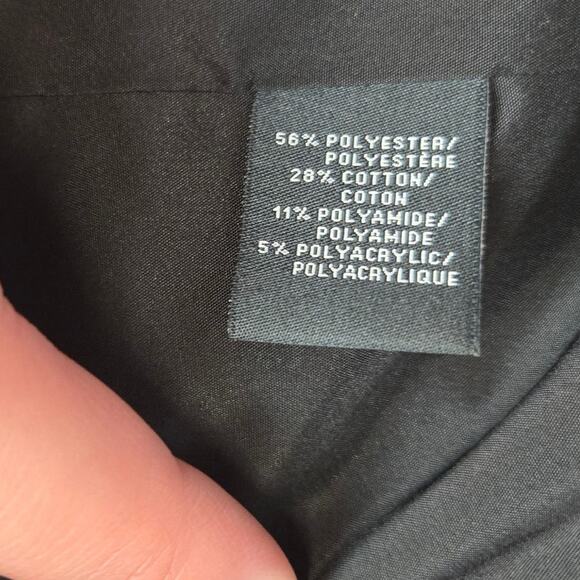 56% POLYESTER/
POLYESTÈRE
28% COTTON/
COTON
11% POLYAMIDE/
POLYAMIDE
5% POLYACRYLIC/
POLYACRYLIQUE